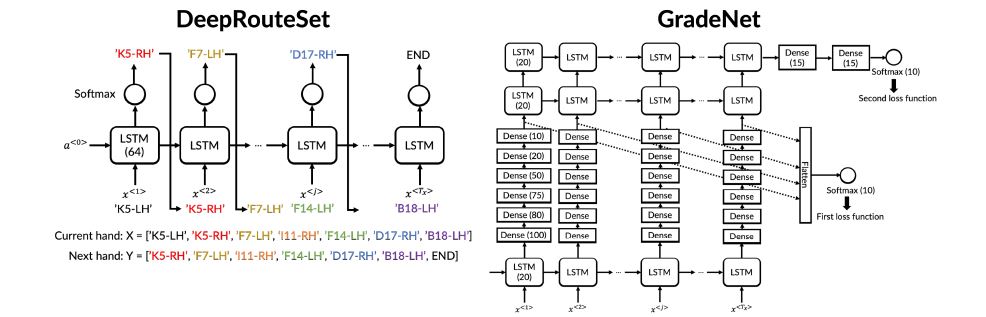 DeepRouteSet
'K5-RH' 'F7-LH' 'D17-RH' END
Softmax
a<0> LSTM (64) LSTM ... LSTM ... LSTM
x<1> x<2> x<j> x<Tx>
'K5-LH' 'K5-RH' 'F7-LH' 'F14-LH' 'B18-LH'
Current hand: X = ['K5-LH', 'K5-RH', 'F7-LH', 'I11-RH', 'F14-LH', 'D17-RH', 'B18-LH']
Next hand: Y = ['K5-RH', 'F7-LH', 'I11-RH', 'F14-LH', 'D17-RH', 'B18-LH', END]
GradeNet
LSTM (20) LSTM ... LSTM ... LSTM Dense (15) Dense (15)
Softmax (10)
Second loss function
LSTM (20) LSTM ... LSTM ... LSTM
Dense (10) Dense Dense Dense
Dense (20) Dense Dense Dense
Dense (50) Dense Dense Dense
Dense (75) Dense Dense Dense
Dense (80) Dense Dense Dense
Dense (100) Dense Dense Dense
Flatten
Softmax (10)
First loss function
LSTM (20) LSTM ... LSTM ... LSTM
x<1> x<2> x<j> x<Tx>